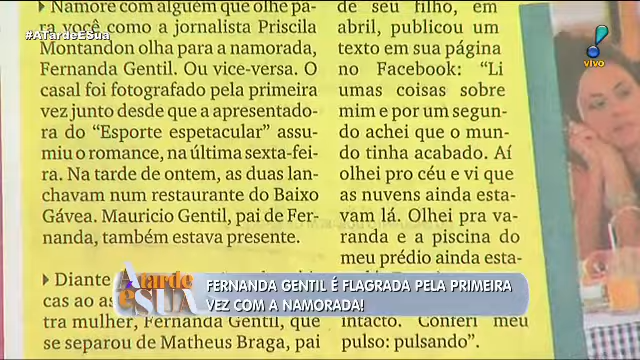 #ATardeÉSua
Namore com alguém que olhe pa-
ra você como a jornalista Priscila
Montandon olha para a namorada,
Fernanda Gentil. Ou vice-versa. O
casal foi fotografado pela primeira
vez junto desde que a apresentado-
ra do “Esporte espetacular” assu-
miu o romance, na última sexta-fei-
ra. Na tarde de ontem, as duas lan-
chavam num restaurante do Baixo
Gávea. Mauricio Gentil, pai de Fer-
nanda, também estava presente.
Diante
cas ao as
tra mulher, Fernanda Gentil, que
se separou de Matheus Braga, pai
de seu filho, em
abril, publicou um
texto em sua página
no Facebook: “Li
umas coisas sobre
mim e por um segun-
do achei que o mun-
do tinha acabado. Aí
olhei pro céu e vi que
as nuvens ainda esta-
vam lá. Olhei pra va-
randa e a piscina do
meu prédio ainda esta-
intacto. Conferi meu
pulso: pulsando”.
vivo
A tarde
é SUA
FERNANDA GENTIL É FLAGRADA PELA PRIMEIRA
VEZ COM A NAMORADA!